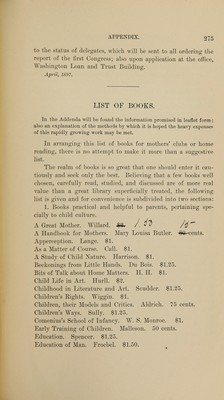 APPENDIX. 275
to the status of delegates, which will be sent to all ordering the
report of the first Congress; also upon application at the office,
Washington Loan and Trust Building.
April, 1897.
LIST OF BOOKS.
In the Addenda will be found the information promised in leaflet form;
also an explanation of the methods by which it is hoped the heavy expenses
of this rapidly growing work may be met.
In arranging this list of books for mothers' clubs or home
reading, there is no attempt to make it more than a suggestive
list.
The realm of books is so great that one should enter it cau-
tiously and seek only the best. Believing that a few books well
chosen, carefully read, studied, and discussed are of more real
value than a great library superficially treated, the following
list is given and for convenience is subdivided into two sections:
1. Books practical and helpful to parents, pertaining spe-
cially to child culture.
A Great Mother. Willard.
A Handbook for Mothers. Mary Louisa Butler. cents.
Apperception. Lange. $1.
As a Matter of Course. Call. $1.
A Study of Child Nature. Harrison. $1.
Beckonings from Little Hands. Du Bois. $1.25.
Bits of Talk about Home Matters. H. H. $1.
Child Life in Art. Hurll. $2.
Childhood in Literature and Art. Scudder. $1.25.
Children's Rights. Wiggin. $1.
Children, their Models and Critics. Aldrich. 75 cents.
Children's Ways. Sully. $1.25.
Comenius's School of Infancy. W. S. Monroe. $1.
Early Training of Children. Malleson. 50 cents.
Education. Spencer. $1.25.
Education of Man. Froebel. $1.50.